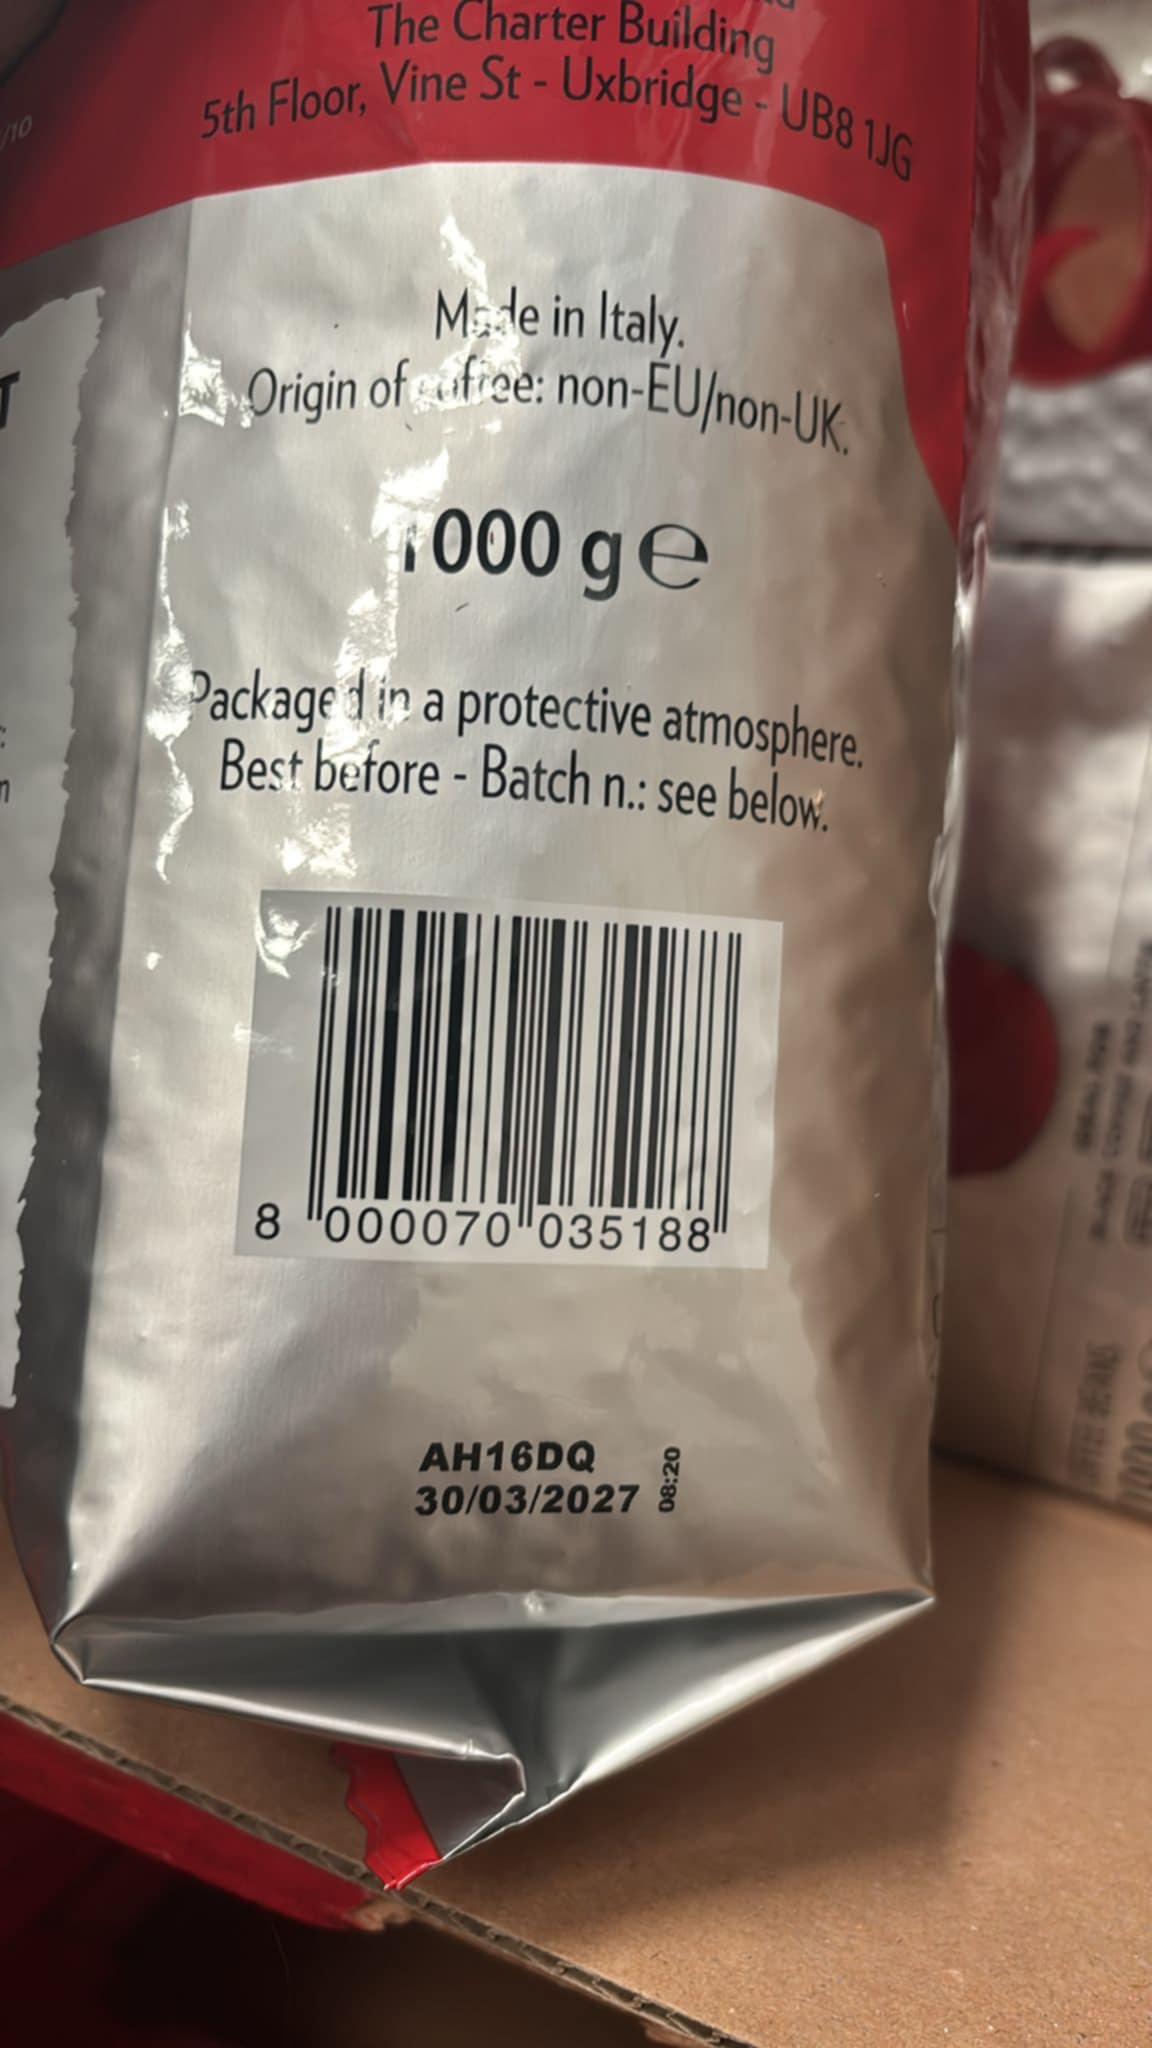 The Charter Building
5th Floor, Vine St - Uxbridge - UB8 1JG
/10
Made in Italy.
Origin of coffee: non-EU/non-UK.
1000 g ℮
Packaged in a protective atmosphere.
Best before - Batch n.: see below.
8 000070 035188
AH16DQ
30/03/2027
08:20